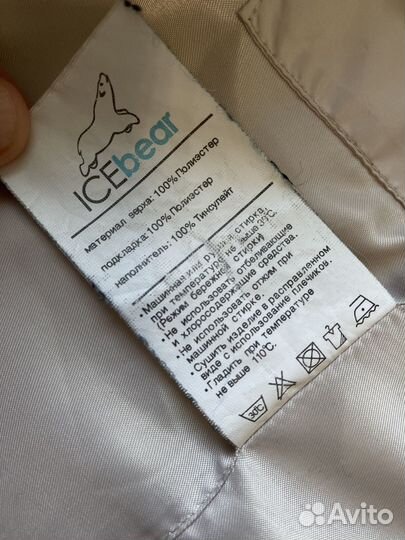 ICEbear
материал верха: 100% Полиэстер
подкладка: 100% Полиэстер
наполнитель: 100% Тинсулейт
• Машинная или ручная стирка,
при температуре не выше 30°C.
(Режим бережной стирки)
• Не использовать отбеливающие
и хлоросодержащие средства.
• Не использовать отжим при
машинной стирке.
• Сушить изделие в расправленном
виде с использованием плечиков.
• Гладить при температуре
не выше 110°C.
30°C
Avito